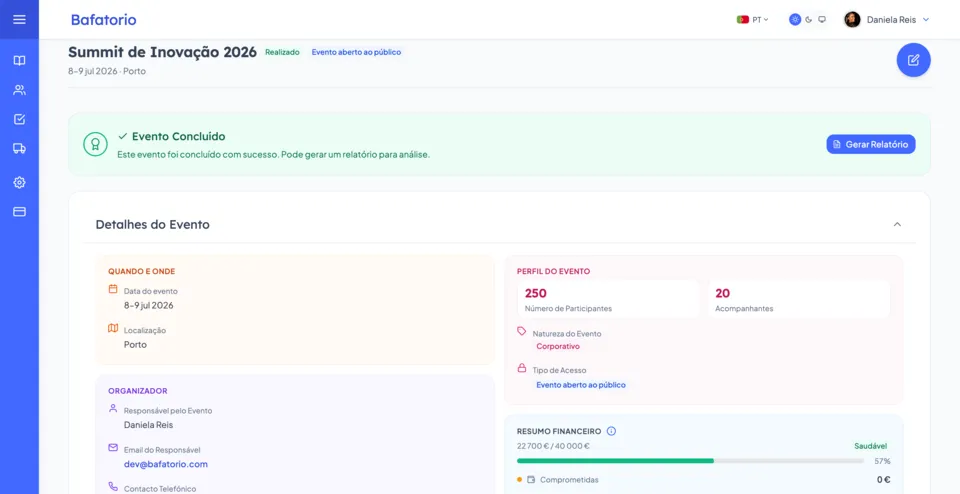 Bafatorio
PT
Daniela Reis
Summit de Inovação 2026
Realizado
Evento aberto ao público
8–9 jul 2026 · Porto
Evento Concluído
Este evento foi concluído com sucesso. Pode gerar um relatório para análise.
Gerar Relatório
Detalhes do Evento
QUANDO E ONDE
Data do evento
8–9 jul 2026
Localização
Porto
ORGANIZADOR
Responsável pelo Evento
Daniela Reis
Email do Responsável
dev@bafatorio.com
Contacto Telefónico
PERFIL DO EVENTO
250
Número de Participantes
20
Acompanhantes
Natureza do Evento
Corporativo
Tipo de Acesso
Evento aberto ao público
RESUMO FINANCEIRO
22 700 € / 40 000 €
Saudável
57%
Comprometidas
0 €